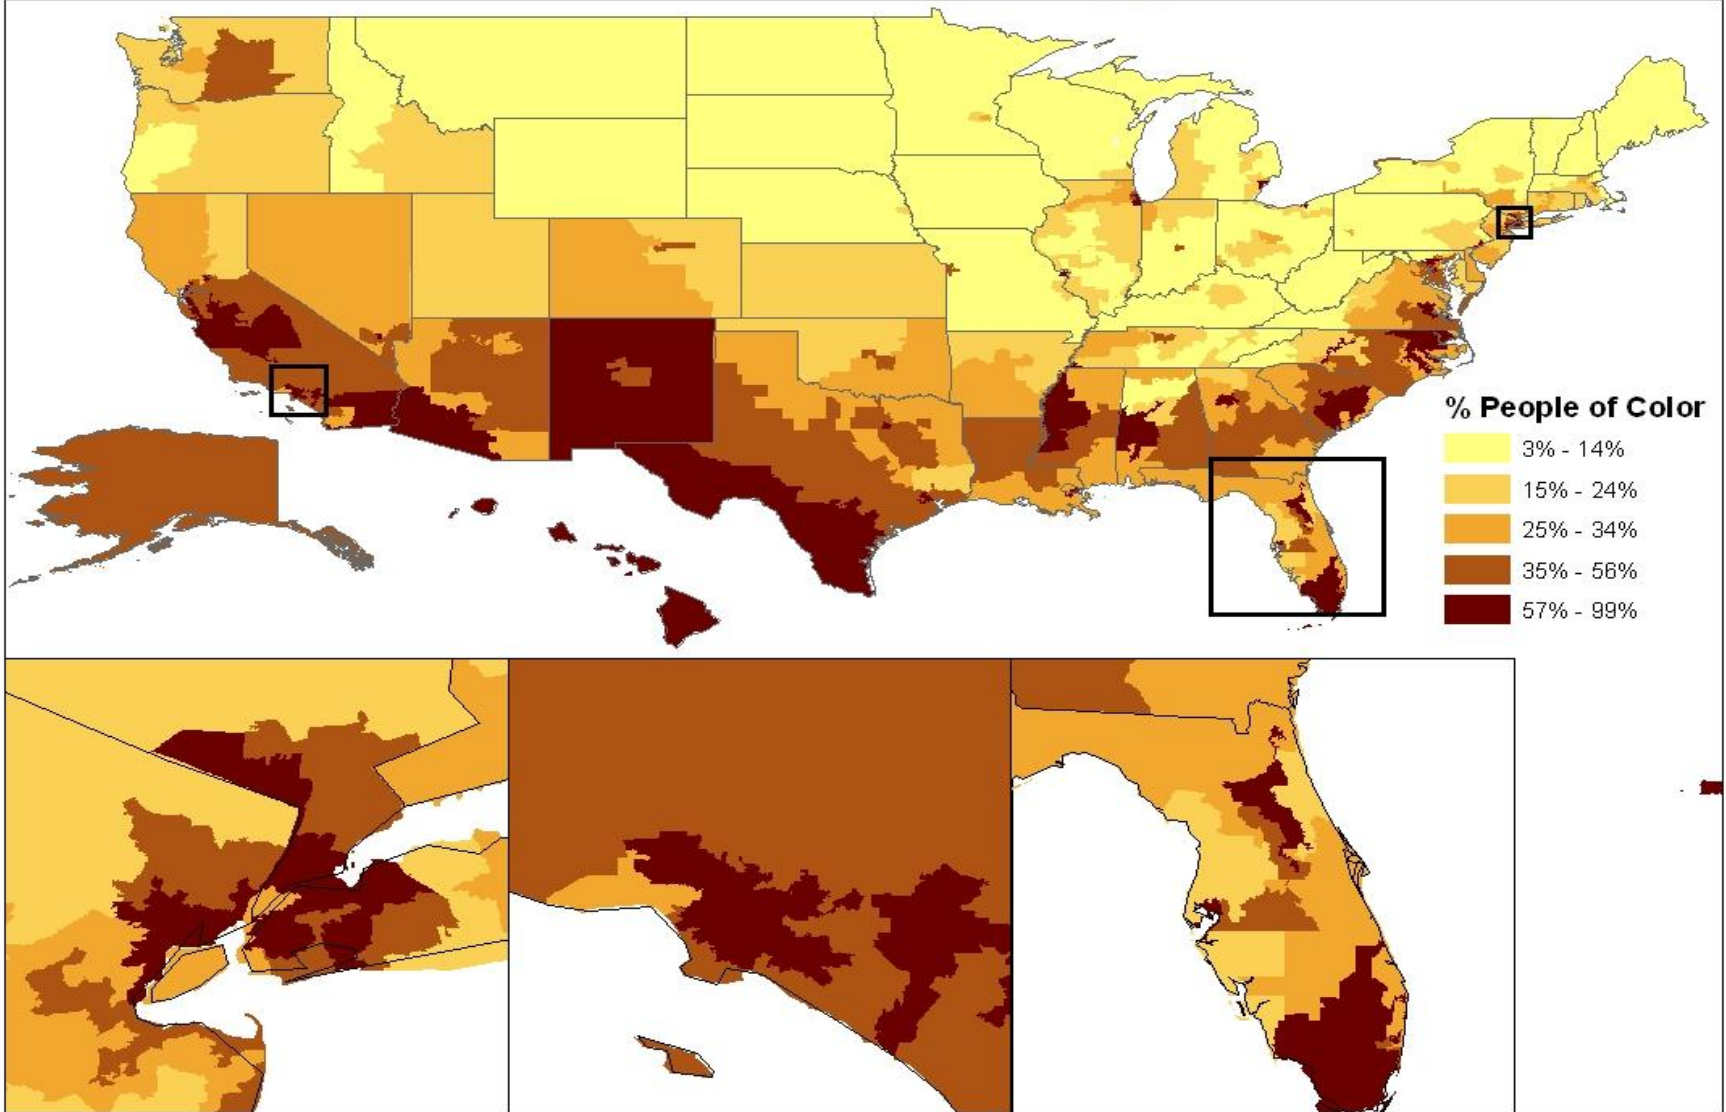 % People of Color
3% - 14%
15% - 24%
25% - 34%
35% - 56%
57% - 99%